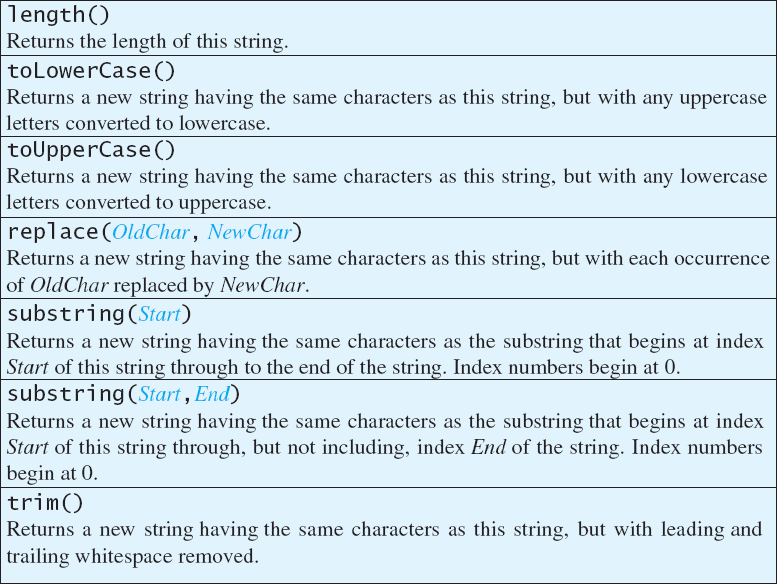 length()
Returns the length of this string.
toLowerCase()
Returns a new string having the same characters as this string, but with any uppercase
letters converted to lowercase.
toUpperCase()
Returns a new string having the same characters as this string, but with any lowercase
letters converted to uppercase.
replace(OldChar, NewChar)
Returns a new string having the same characters as this string, but with each occurrence
of OldChar replaced by NewChar.
substring(Start)
Returns a new string having the same characters as the substring that begins at index
Start of this string through to the end of the string. Index numbers begin at 0.
substring(Start,End)
Returns a new string having the same characters as the substring that begins at index
Start of this string through, but not including, index End of the string. Index numbers
begin at 0.
trim()
Returns a new string having the same characters as this string, but with leading and
trailing whitespace removed.